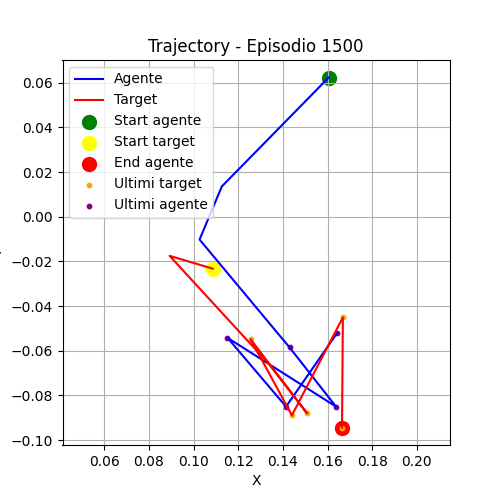 Trajectory - Episodio 1500
Agente
Target
Start agente
Start target
End agente
Ultimi target
Ultimi agente
0.06
0.04
0.02
0.00
−0.02
−0.04
−0.06
−0.08
−0.10
0.06 0.08 0.10 0.12 0.14 0.16 0.18 0.20
X